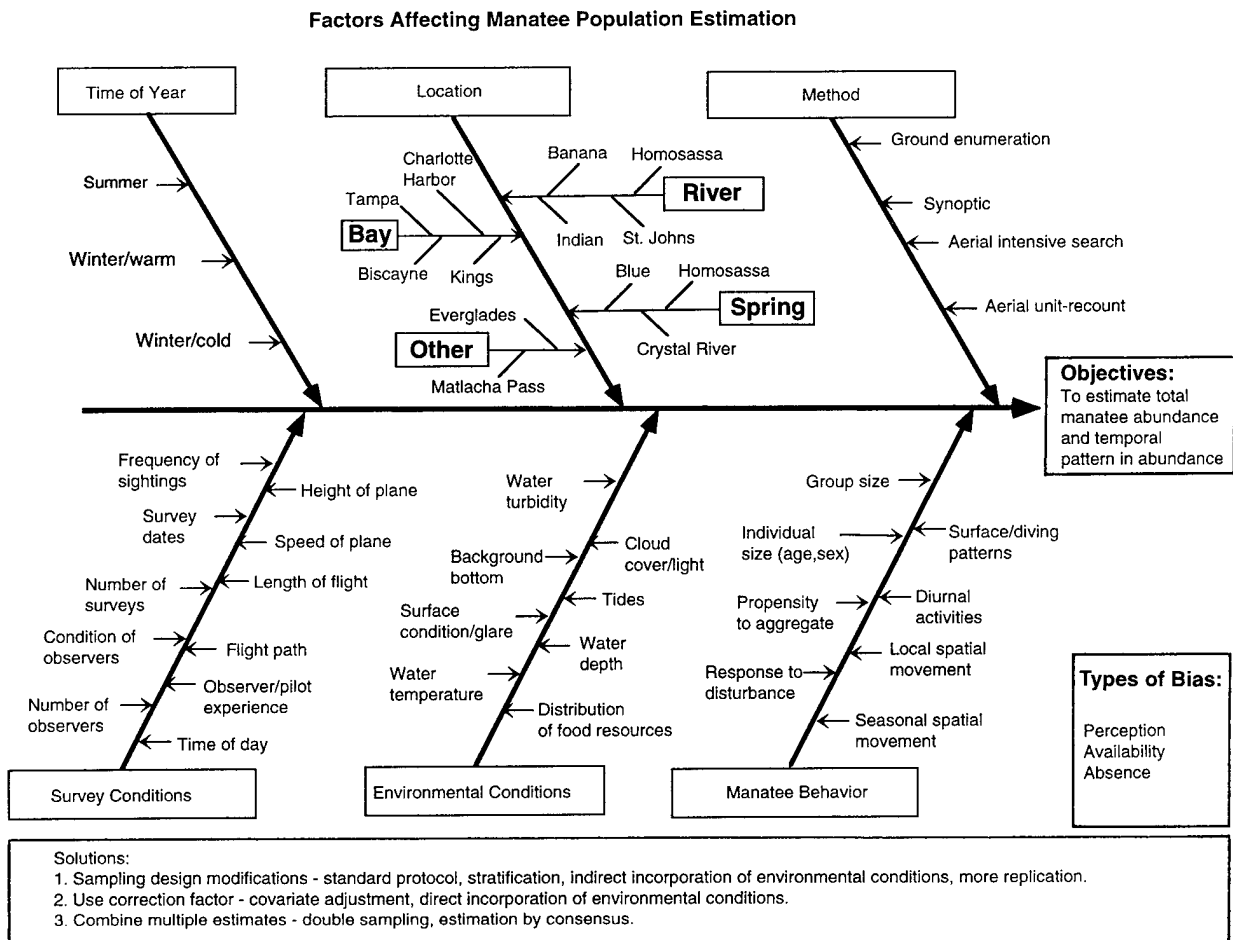 Factors Affecting Manatee Population Estimation
Time of Year
Location
Method
Summer
Winter/warm
Winter/cold
Charlotte
Harbor
Tampa
Bay
Biscayne
Kings
Banana
Homosassa
River
Indian
St. Johns
Blue
Homosassa
Spring
Crystal River
Everglades
Other
Matlacha Pass
Ground enumeration
Synoptic
Aerial intensive search
Aerial unit-recount
Objectives:
To estimate total
manatee abundance
and temporal
pattern in abundance
Frequency of
sightings
Height of plane
Survey
dates
Speed of plane
Length of flight
Number of
surveys
Condition of
observers
Flight path
Observer/pilot
experience
Number of
observers
Time of day
Survey Conditions
Water
turbidity
Cloud
cover/light
Background
bottom
Tides
Surface
condition/glare
Water
depth
Water
temperature
Distribution
of food resources
Environmental Conditions
Group size
Individual
size (age,sex)
Surface/diving
patterns
Propensity
to aggregate
Diurnal
activities
Local spatial
movement
Response to
disturbance
Seasonal spatial
movement
Manatee Behavior
Types of Bias:
Perception
Availability
Absence
Solutions:
1. Sampling design modifications - standard protocol, stratification, indirect incorporation of environmental conditions, more replication.
2. Use correction factor - covariate adjustment, direct incorporation of environmental conditions.
3. Combine multiple estimates - double sampling, estimation by consensus.